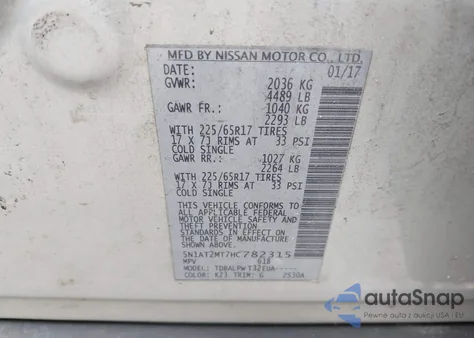 MFD BY NISSAN MOTOR CO., LTD.
DATE: 01/17
GVWR: 2036 KG
4489 LB
GAWR FR.: 1040 KG
2293 LB
WITH 225/65R17 TIRES
17 X 7J RIMS AT 33 PSI
COLD SINGLE
GAWR RR.: 1027 KG
2264 LB
WITH 225/65R17 TIRES
17 X 7J RIMS AT 33 PSI
COLD SINGLE
THIS VEHICLE CONFORMS TO
ALL APPLICABLE FEDERAL
MOTOR VEHICLE SAFETY AND
THEFT PREVENTION STANDARDS
IN EFFECT ON THE DATE OF
MANUFACTURE SHOWN ABOVE.
5N1AT2MT7HC782315
MPV 618
MODEL: TDBALPWT32EUA-----
COLOR: K23 TRIM: G 2S30A
autoSnap